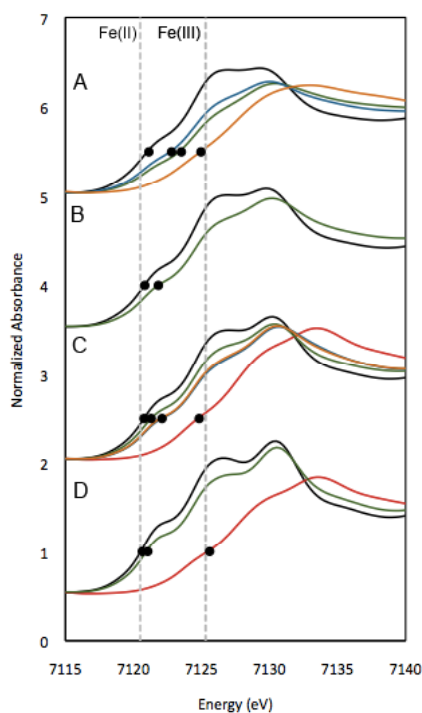 Fe(II) Fe(III)
7
A
6
5
B
4
Normalized Absorbance
C
3
2
D
1
0
7115 7120 7125 7130 7135 7140
Energy (eV)